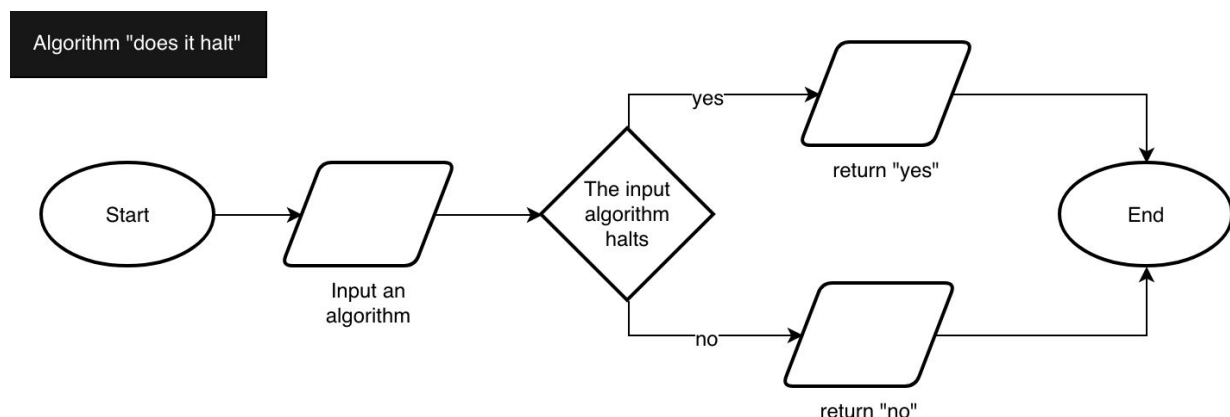 Algorithm "does it halt"
Start
Input an
algorithm
The input
algorithm
halts
yes
return "yes"
no
return "no"
End